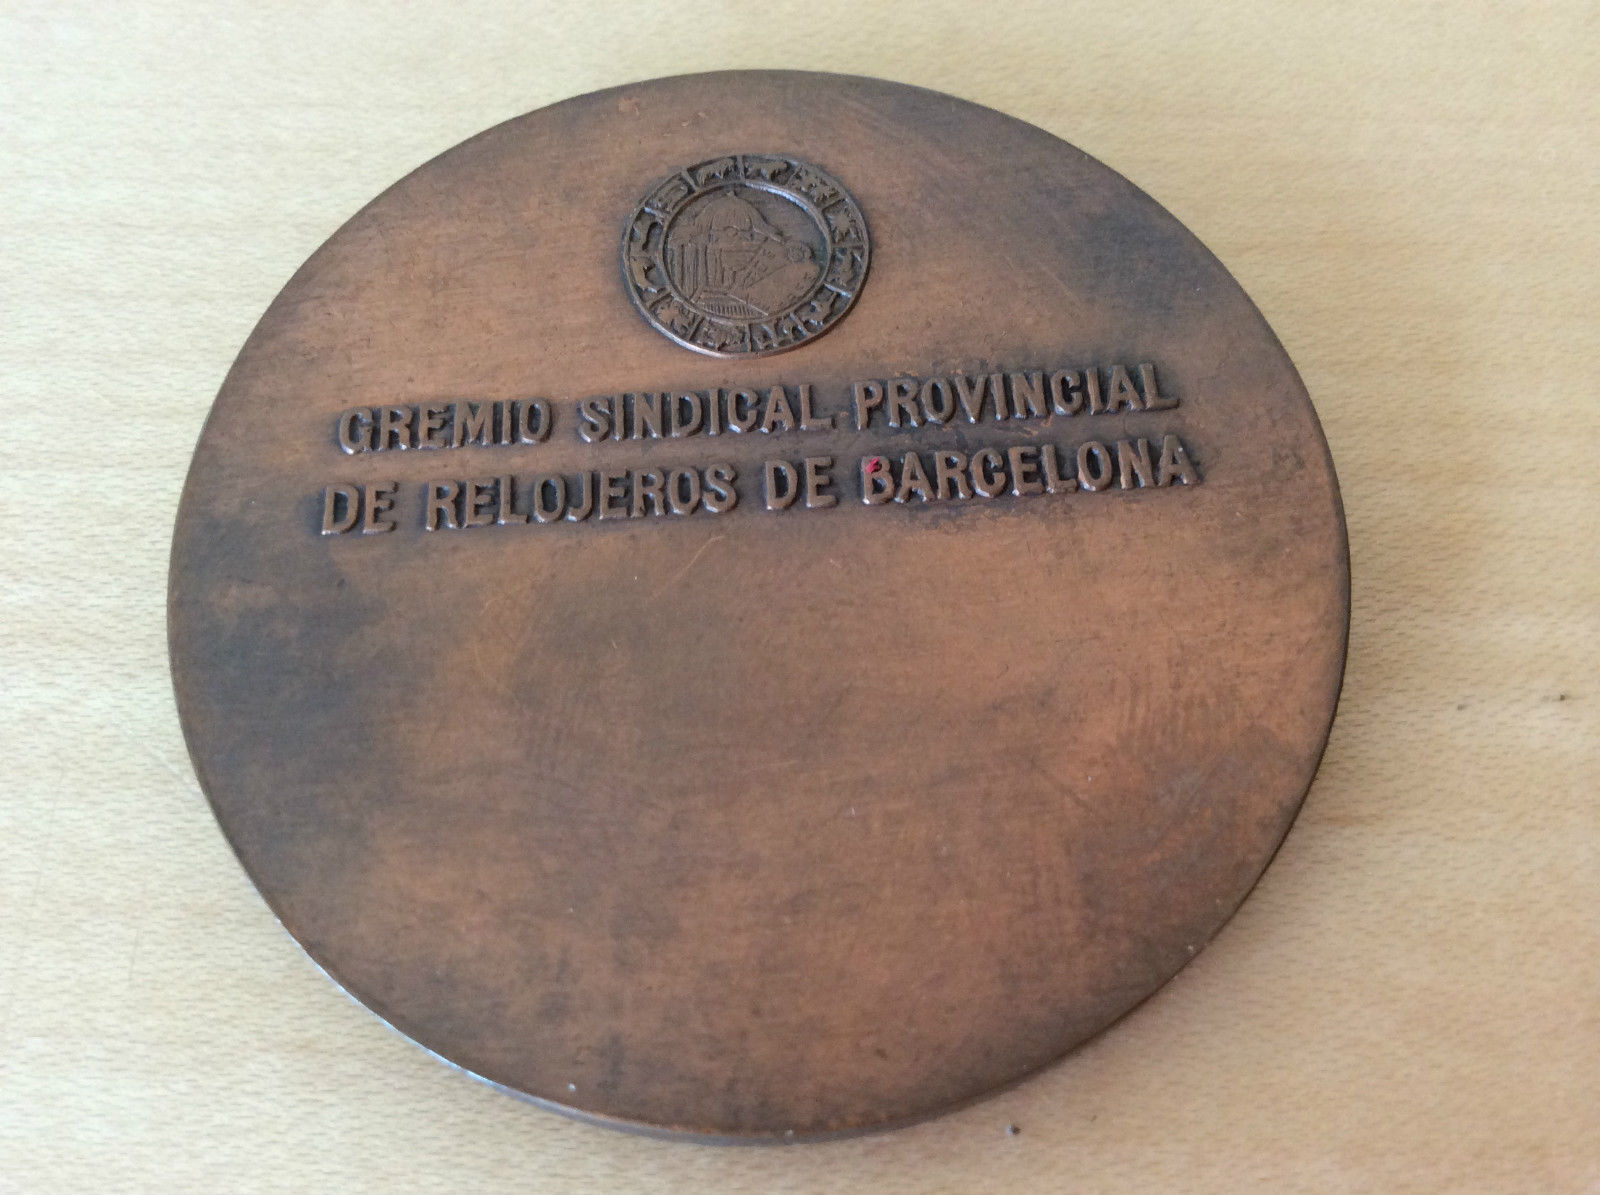 GREMIO SINDICAL PROVINCIAL
DE RELOJEROS DE BARCELONA